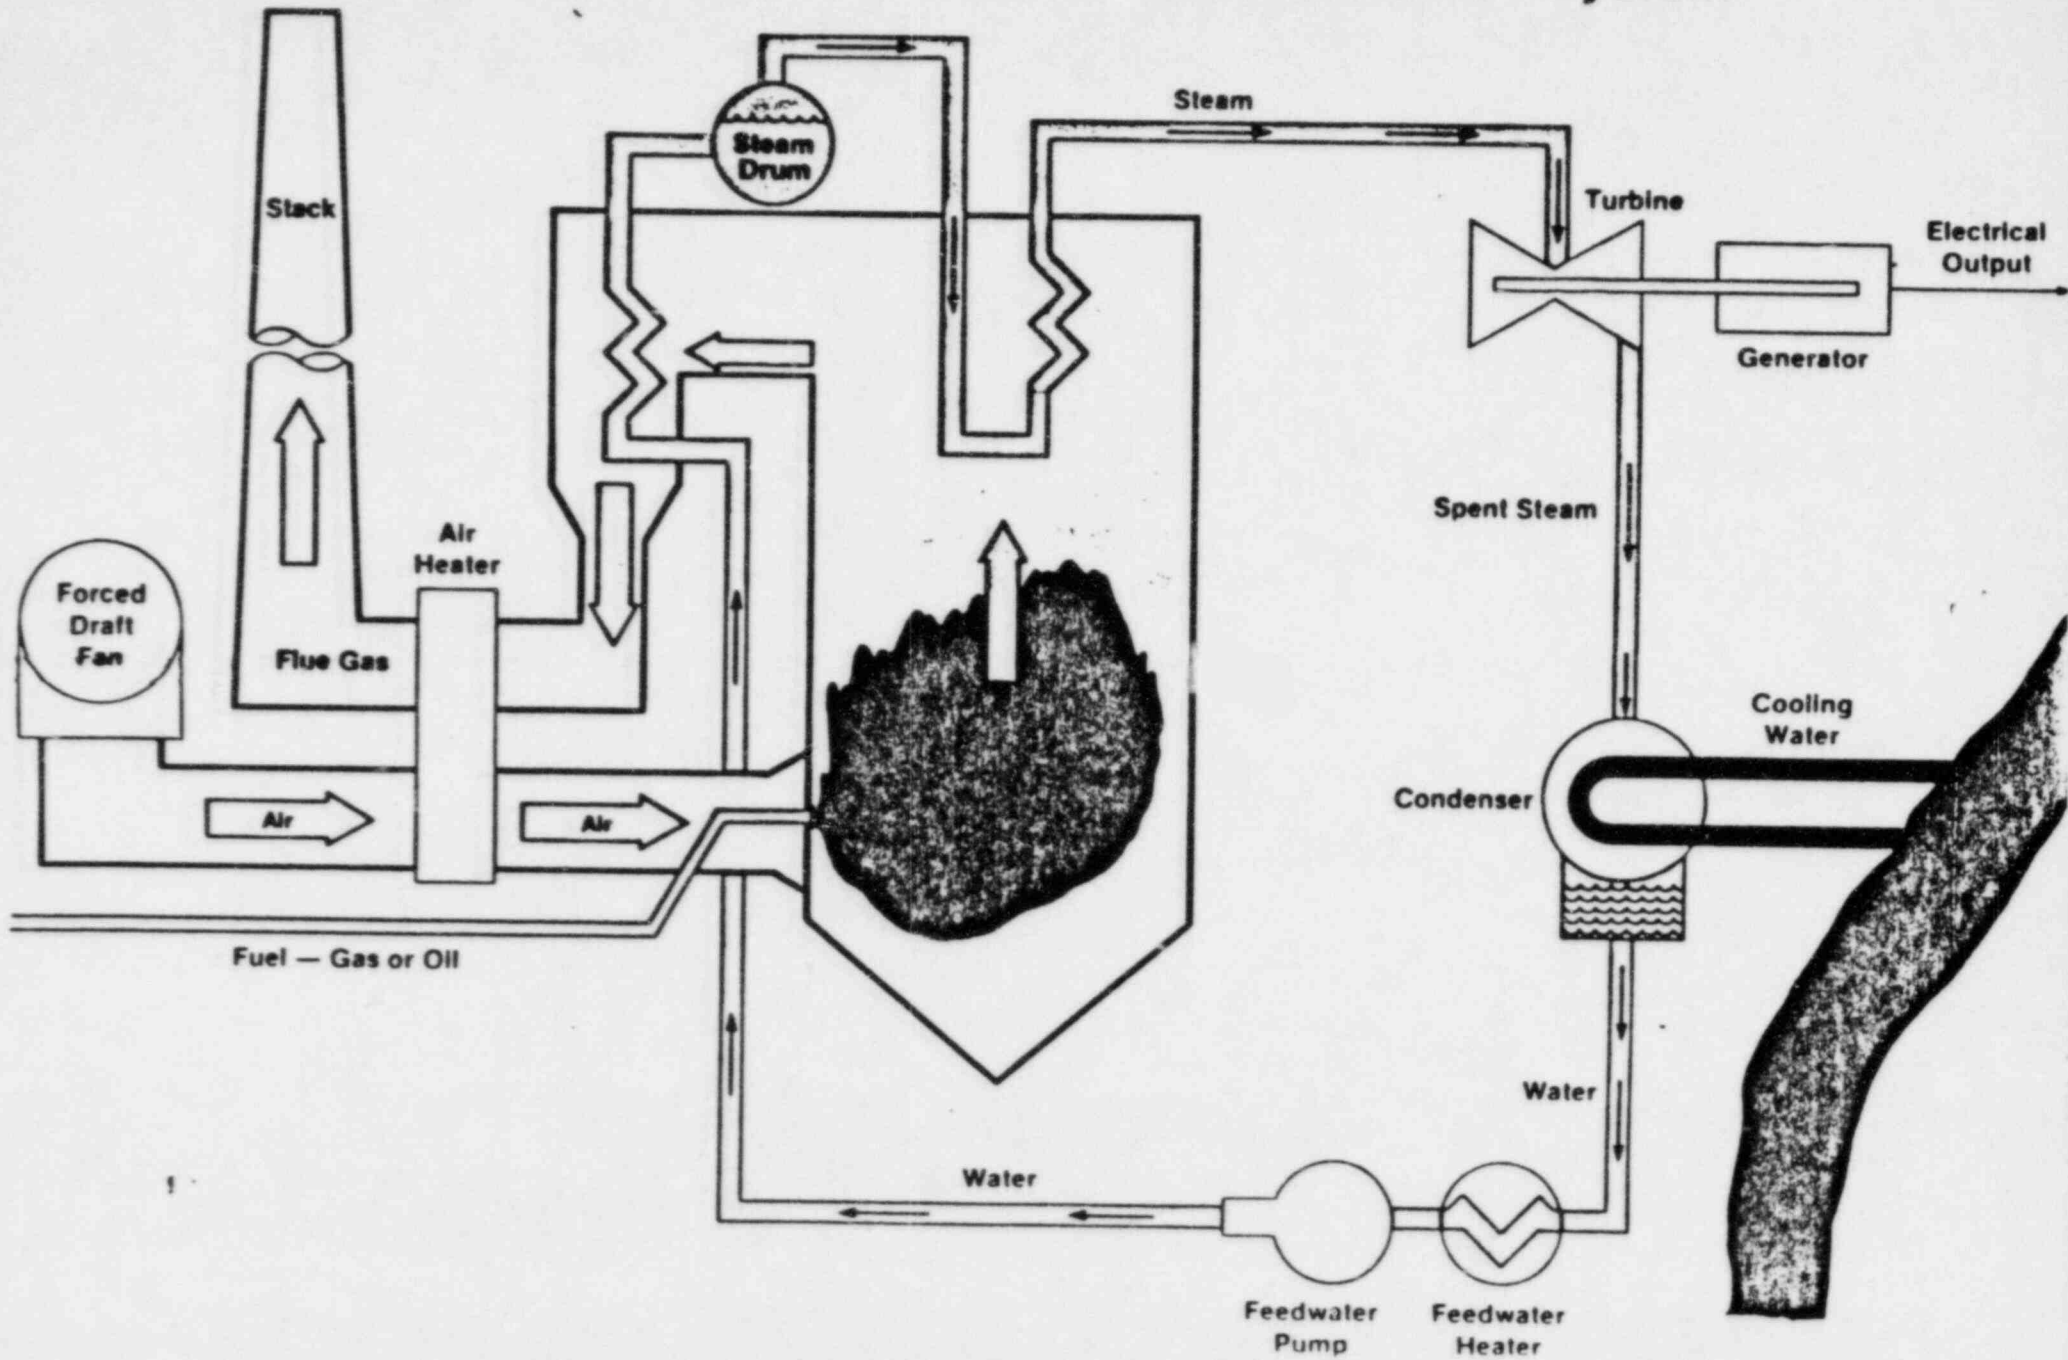 Steam
Steam
Drum
Stack
Turbine
Electrical
Output
Generator
Spent Steam
Air
Heater
Forced
Draft
Fan
Flue Gas
Cooling
Water
Condenser
Air
Air
Fuel — Gas or Oil
Water
Water
Feedwater
Pump
Feedwater
Heater